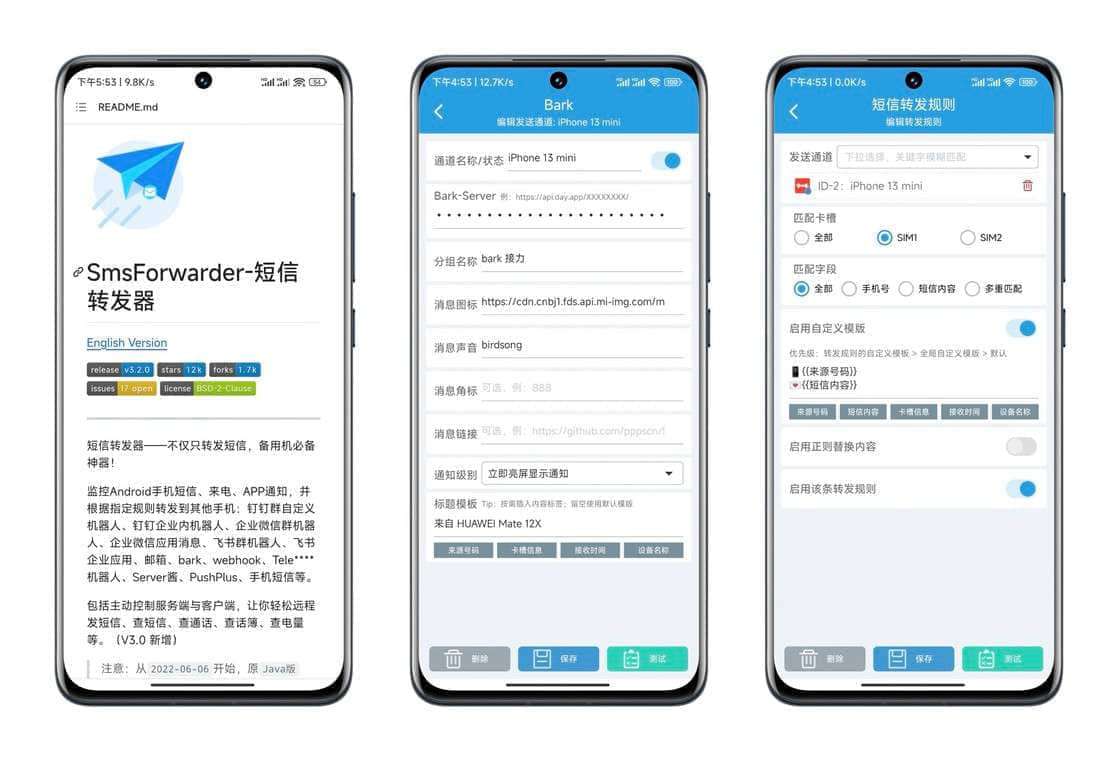 下午5:53 | 9.8K/s
54
README.md
SmsForwarder-短信
转发器
English Version
release v3.2.0 stars 12k forks 1.7k
issues 17 open license BSD-2-Clause
短信转发器——不仅只转发短信，备用机必备
神器！
监控Android手机短信、来电、APP通知，并
根据指定规则转发到其他手机：钉钉群自定义
机器人、钉钉企业内机器人、企业微信群机器
人、企业微信应用消息、飞书群机器人、飞书
企业应用、邮箱、bark、webhook、Tele****
机器人、Server酱、PushPlus、手机短信等。
包括主动控制服务端与客户端，让你轻松远程
发短信、查短信、查通话、查话簿、查电量
等。（V3.0 新增）
注意：从 2022-06-06 开始，原 Java版
下午4:53 | 12.7K/s
100
Bark
编辑发送通道: iPhone 13 mini
通道名称/状态 iPhone 13 mini
Bark-Server 例：https://api.day.app/XXXXXXXX/
分组名称 bark 接力
消息图标 https://cdn.cnbj1.fds.api.mi-img.com/m
消息声音 birdsong
消息角标 可选，例：888
消息链接 可选，例：https://github.com/pppscn/S
通知级别 立即亮屏显示通知
标题模板 Tip：按需插入内容标签；留空使用默认模版
来自 HUAWEI Mate 12X
来源号码 卡槽信息 接收时间 设备名称
删除 保存 测试
下午4:53 | 0.0K/s
100
短信转发规则
编辑转发规则
发送通道 下拉选择，关键字模糊匹配
ID-2：iPhone 13 mini
匹配卡槽
全部 SIM1 SIM2
匹配字段
全部 手机号 短信内容 多重匹配
启用自定义模版
优先级：转发规则的自定义模板 > 全局自定义模版 > 默认
📱{{来源号码}}
💌{{短信内容}}
来源号码 短信内容 卡槽信息 接收时间 设备名称
启用正则替换内容
启用该条转发规则
删除 保存 测试